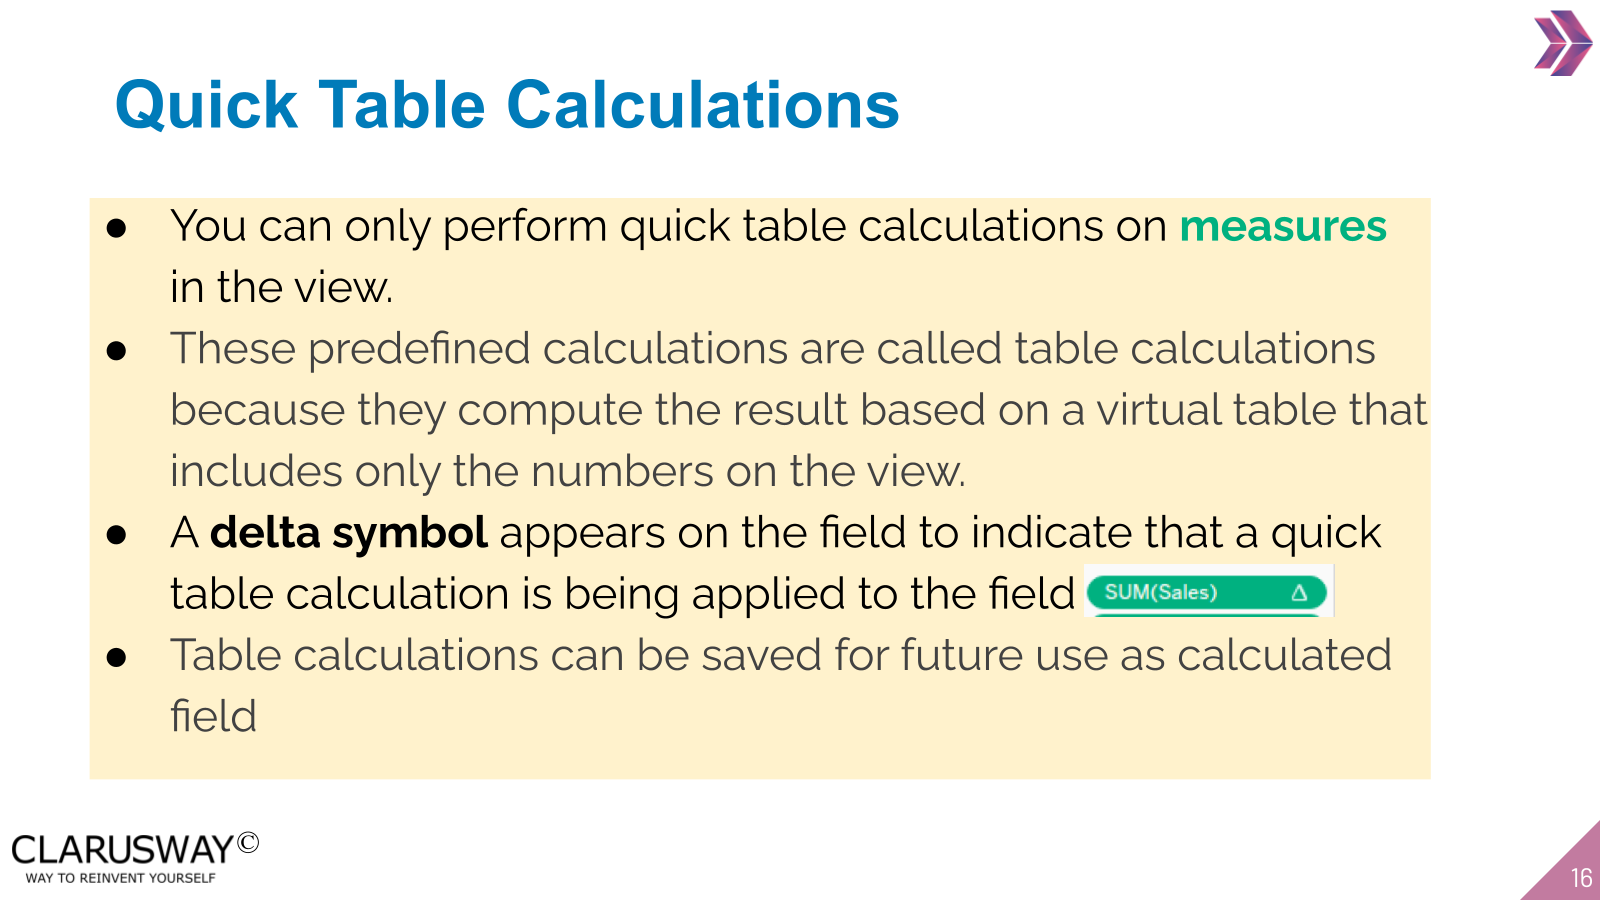 Quick Table Calculations
● You can only perform quick table calculations on measures
in the view.
● These predefined calculations are called table calculations
because they compute the result based on a virtual table that
includes only the numbers on the view.
● A delta symbol appears on the field to indicate that a quick
table calculation is being applied to the field SUM(Sales) △
● Table calculations can be saved for future use as calculated
field
CLARUSWAY©
WAY TO REINVENT YOURSELF
16